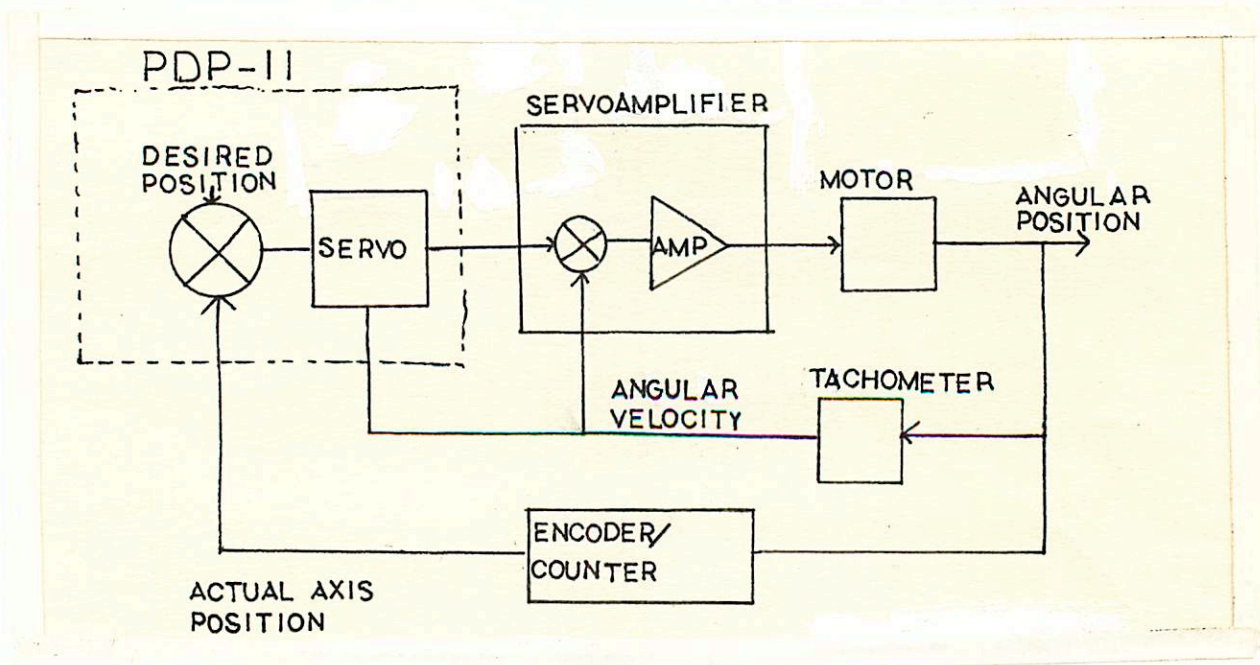 PDP-11
SERVOAMPLIFIER
DESIRED
POSITION
SERVO
AMP
MOTOR
ANGULAR
POSITION
ANGULAR
VELOCITY
TACHOMETER
ENCODER/
COUNTER
ACTUAL AXIS
POSITION